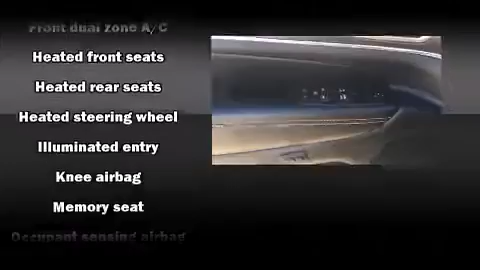 Front dual zone A/C
Heated front seats
Heated rear seats
Heated steering wheel
Illuminated entry
Knee airbag
Memory seat
Occupant sensing airbag